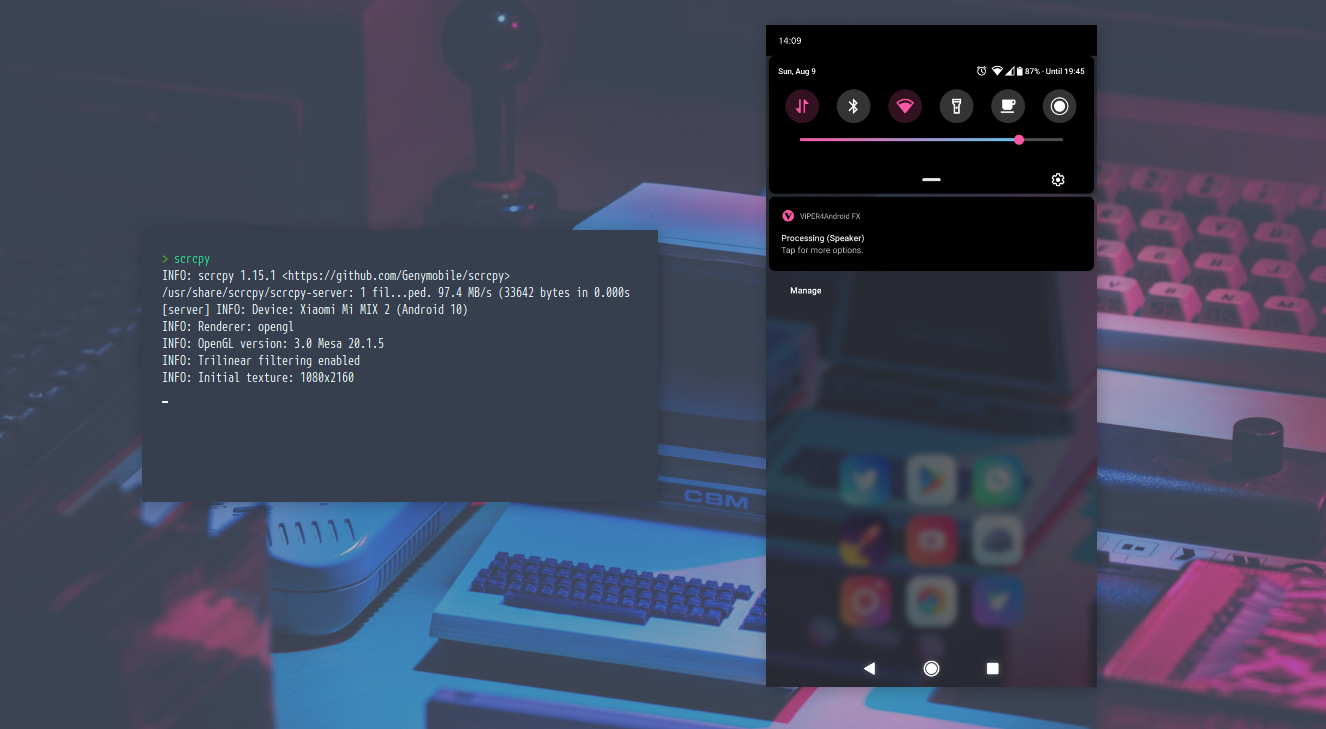 > scrcpy
INFO: scrcpy 1.15.1 <https://github.com/Genymobile/scrcpy>
/usr/share/scrcpy/scrcpy-server: 1 fil...ped. 97.4 MB/s (33642 bytes in 0.000s
[server] INFO: Device: Xiaomi Mi MIX 2 (Android 10)
INFO: Renderer: opengl
INFO: OpenGL version: 3.0 Mesa 20.1.5
INFO: Trilinear filtering enabled
INFO: Initial texture: 1080x2160
CBM
14:09
Sun, Aug 9
87% · Until 19:45
ViPER4Android FX
Processing (Speaker)
Tap for more options.
Manage